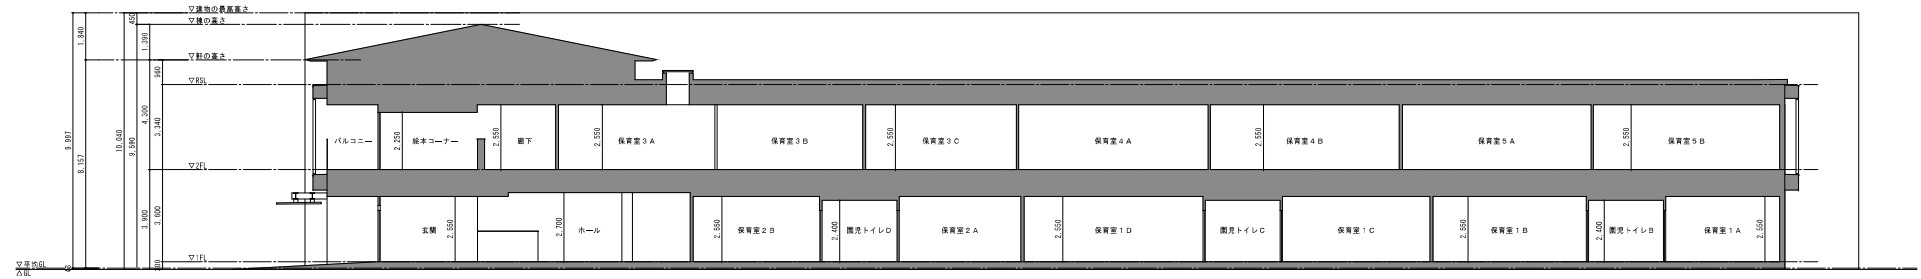 ▽建物の最高高さ
▽棟の高さ
▽軒の高さ
▽RSL
▽2FL
▽1FL
▽平均GL
△GL
9,997
1,840
8,157
10,040
450
9,590
1,390
4,300
3,900
960
3,340
3,600
300
43
バルコニー
2,250
絵本コーナー
2,550
廊下
2,550
保育室3A
保育室3B
2,550
保育室3C
保育室4A
2,550
保育室4B
保育室5A
2,550
保育室5B
玄関
2,550
2,700
ホール
2,550
保育室2B
2,400
園児トイレD
保育室2A
2,550
保育室1D
園児トイレC
保育室1C
2,550
保育室1B
2,400
園児トイレB
保育室1A
2,550